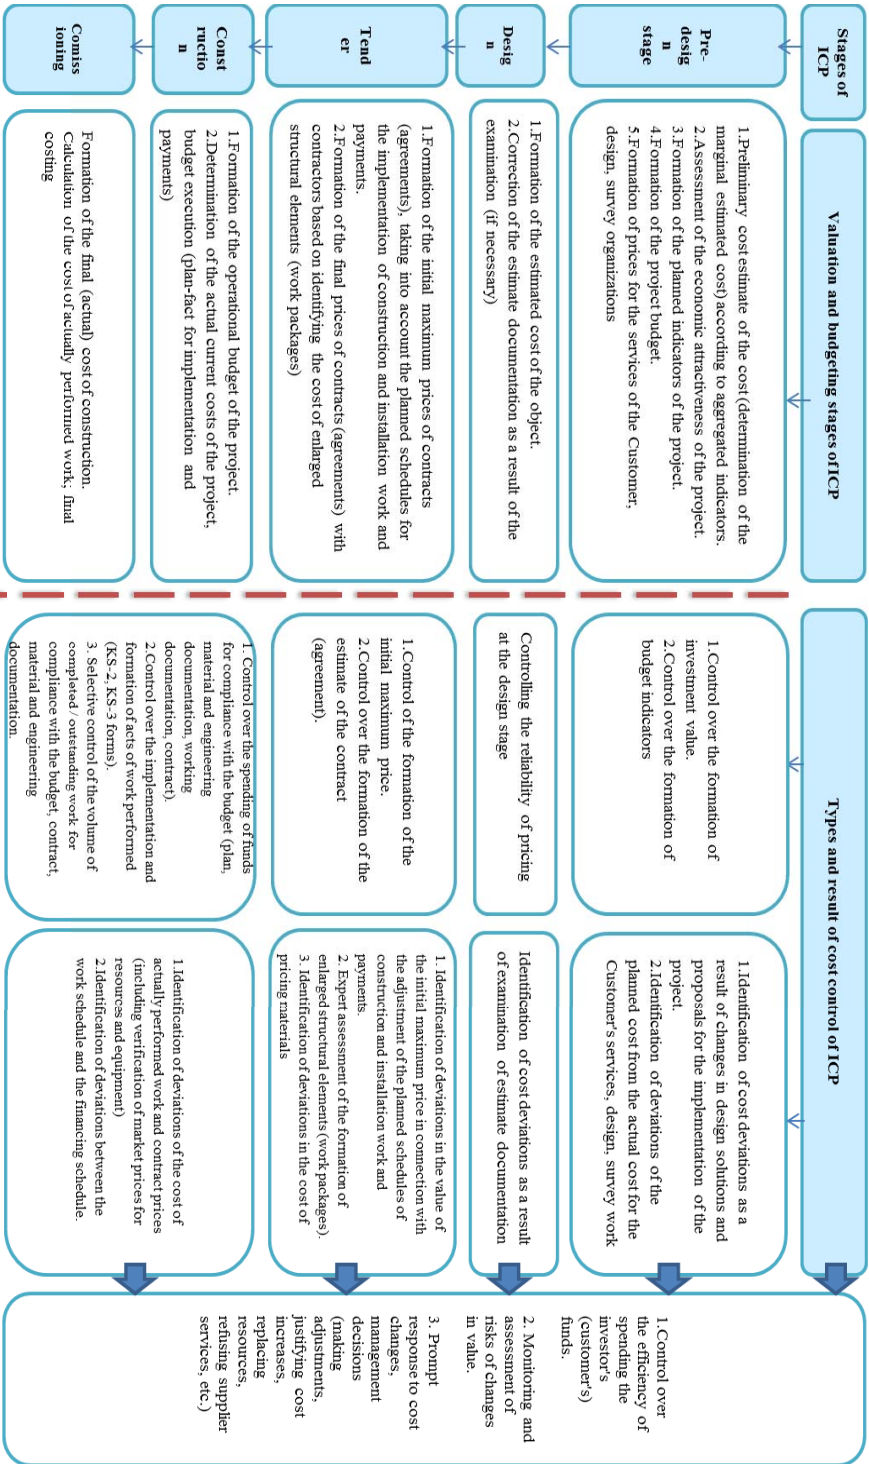 Stages of
ICP
Valuation and budgeting stages of ICP
Types and result of cost control of ICP
Pre-
desig
n
stage
1.Preliminary cost estimate of the cost (determination of the
marginal estimated cost) according to aggregated indicators.
2.Assessment of the economic attractiveness of the project.
3.Formation of the planned indicators of the project.
4.Formation of the project budget.
5.Formation of prices for the services of the Customer,
design, survey organizations
1.Control over the formation of
investment value.
2.Control over the formation of
budget indicators
1.Identification of cost deviations as a
result of changes in design solutions and
proposals for the implementation of the
project.
2.Identification of deviations of the
planned cost from the actual cost for the
Customer's services, design, survey work
Desig
n
1.Formation of the estimated cost of the object.
2.Correction of the estimate documentation as a result of the
examination (if necessary)
Controlling the reliability of pricing
at the design stage
Identification of cost deviations as a result
of examination of estimate documentation
Tend
er
1.Formation of the initial maximum prices of contracts
(agreements), taking into account the planned schedules for
the implementation of construction and installation work and
payments.
2.Formation of the final prices of contracts (agreements) with
contractors based on identifying the cost of enlarged
structural elements (work packages)
1.Control of the formation of the
initial maximum price.
2.Control over the formation of the
estimate of the contract
(agreement).
1. Identification of deviations in the value of
the initial maximum price in connection with
the adjustment of the planned schedules of
construction and installation work and
payments.
2. Expert assessment of the formation of
enlarged structural elements (work packages).
3. Identification of deviations in the cost of
pricing materials
Const
ructio
n
1.Formation of the operational budget of the project.
2.Determination of the actual current costs of the project,
budget execution (plan-fact for implementation and
payments)
1. Control over the spending of funds
for compliance with the budget (plan,
material and engineering
documentation, working
documentation, contract).
2.Control over the implementation and
formation of acts of work performed
(KS-2, KS-3 forms).
3. Selective control of the volume of
completed / outstanding work for
compliance with the budget, contract,
material and engineering
documentation.
1.Identification of deviations of the cost of
actually performed work and contract prices
(including verification of market prices for
resources and equipment)
2.Identification of deviations between the
work schedule and the financing schedule.
Comiss
ioning
Formation of the final (actual) cost of construction.
Calculation of the cost of actually performed work; final
costing
1.Control over
the efficiency of
spending the
investor's
(customer's)
funds.
2. Monitoring and
assessment of
risks of changes
in value.
3. Prompt
response to cost
changes,
management
decisions
(making
adjustments,
justifying cost
increases,
replacing
resources,
refusing supplier
services, etc.)